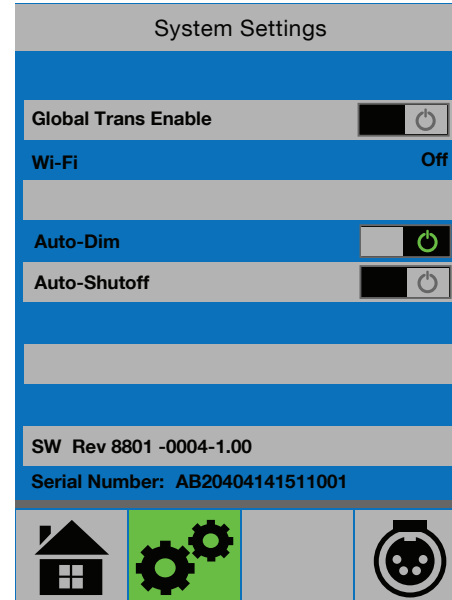 System Settings
Global Trans Enable
Wi-Fi Off
Auto-Dim
Auto-Shutoff
SW Rev 8801 -0004-1.00
Serial Number: AB20404141511001